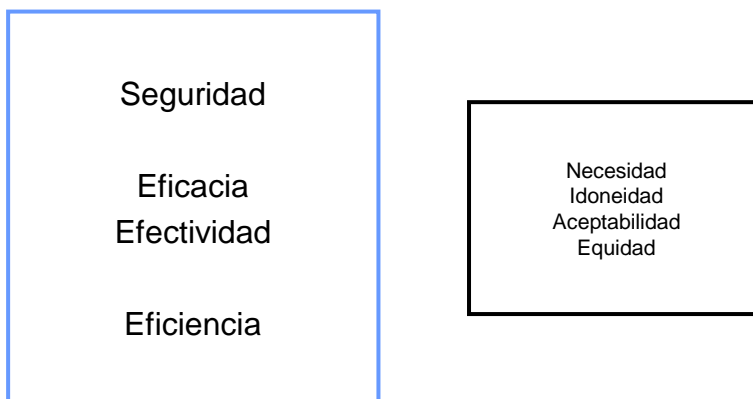 Seguridad
Eficacia
Efectividad
Eficiencia
Necesidad
Idoneidad
Aceptabilidad
Equidad